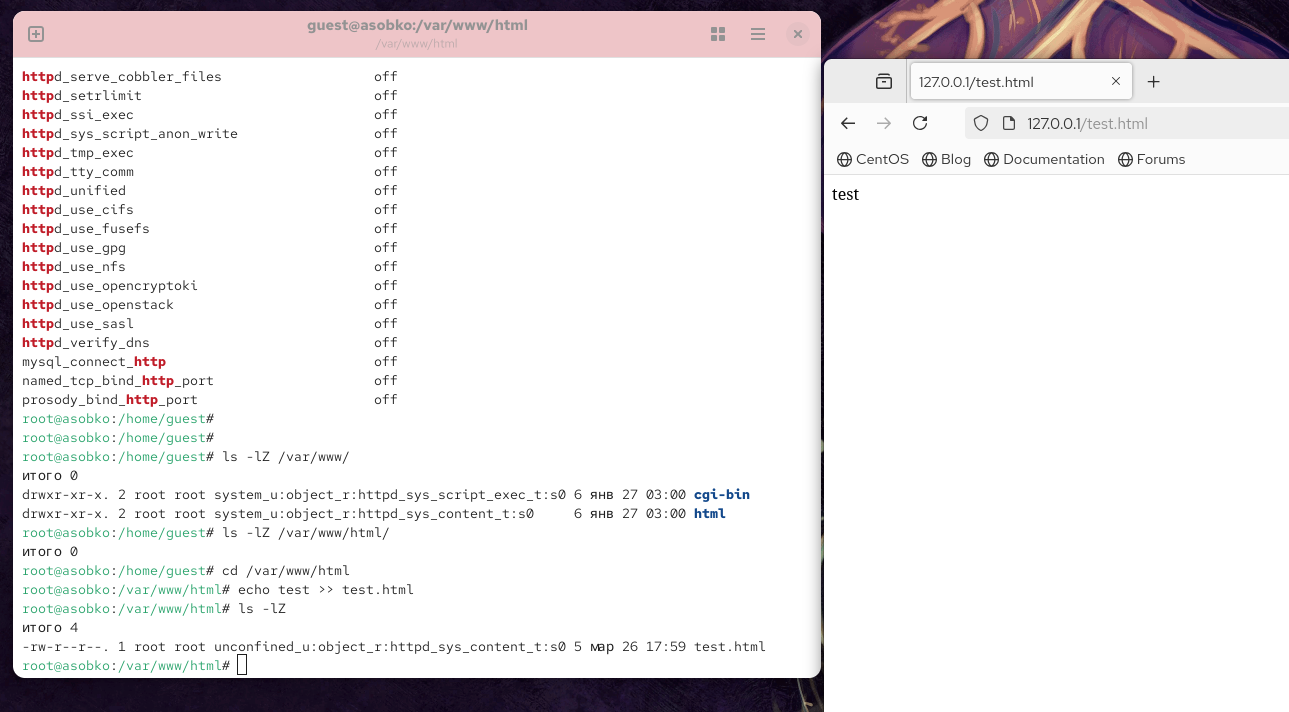 guest@asobko:/var/www/html
/var/www/html
httpd_serve_cobbler_files off
httpd_setrlimit off
httpd_ssi_exec off
httpd_sys_script_anon_write off
httpd_tmp_exec off
httpd_tty_comm off
httpd_unified off
httpd_use_cifs off
httpd_use_fusefs off
httpd_use_gpg off
httpd_use_nfs off
httpd_use_opencryptoki off
httpd_use_openstack off
httpd_use_sasl off
httpd_verify_dns off
mysql_connect_http off
named_tcp_bind_http_port off
prosody_bind_http_port off
root@asobko:/home/guest#
root@asobko:/home/guest#
root@asobko:/home/guest# ls -lZ /var/www/
итого 0
drwxr-xr-x. 2 root root system_u:object_r:httpd_sys_script_exec_t:s0 6 янв 27 03:00 cgi-bin
drwxr-xr-x. 2 root root system_u:object_r:httpd_sys_content_t:s0     6 янв 27 03:00 html
root@asobko:/home/guest# ls -lZ /var/www/html/
итого 0
root@asobko:/home/guest# cd /var/www/html
root@asobko:/var/www/html# echo test >> test.html
root@asobko:/var/www/html# ls -lZ
итого 4
-rw-r--r--. 1 root root unconfined_u:object_r:httpd_sys_content_t:s0 5 мар 26 17:59 test.html
root@asobko:/var/www/html#
127.0.0.1/test.html
127.0.0.1/test.html
CentOS Blog Documentation Forums
test